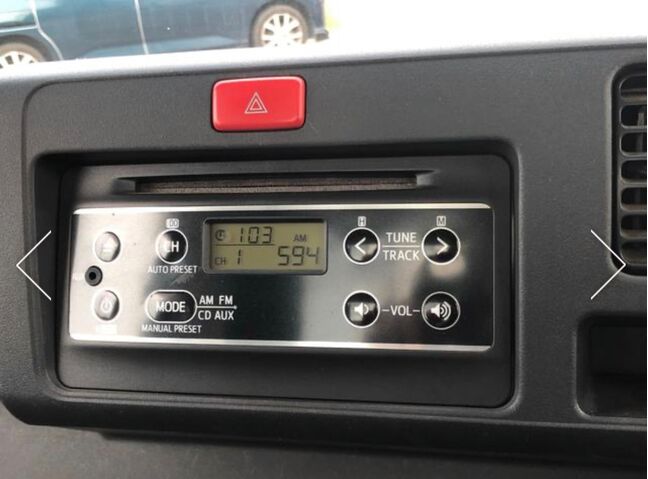 CH
AUTO PRESET
1:03 AM
CH 1 594
H
M
TUNE
TRACK
AUX
MODE
AM FM
CD AUX
MANUAL PRESET
VOL